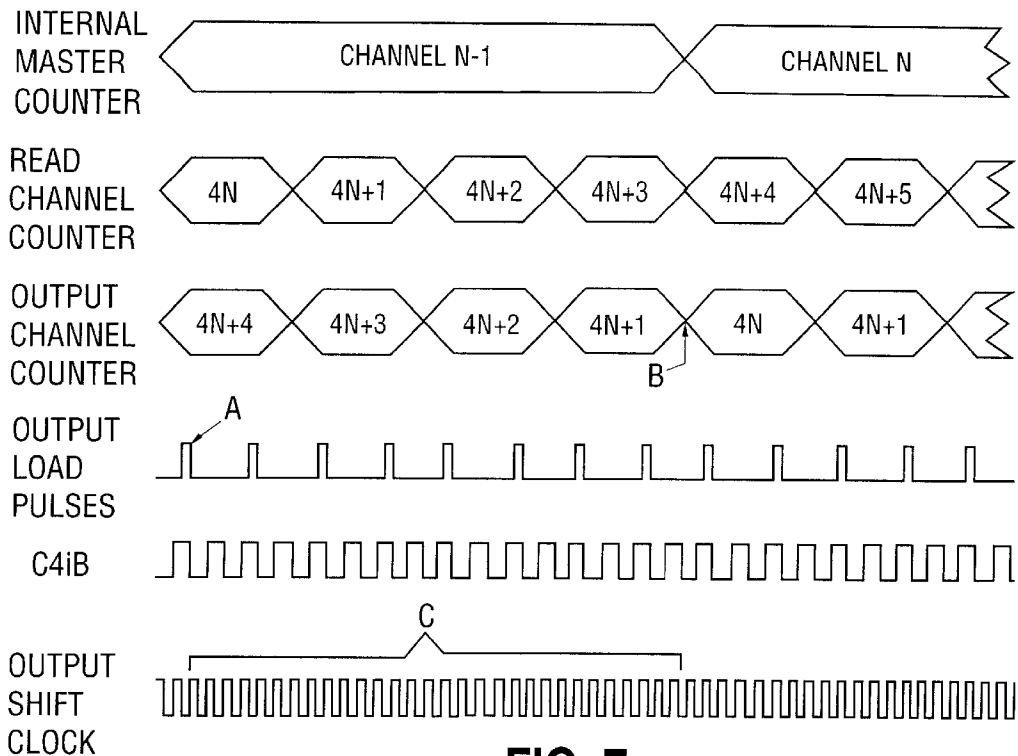 INTERNAL
MASTER
COUNTER
CHANNEL N-1
CHANNEL N
READ
CHANNEL
COUNTER
4N
4N+1
4N+2
4N+3
4N+4
4N+5
OUTPUT
CHANNEL
COUNTER
4N+4
4N+3
4N+2
4N+1
4N
4N+1
B
OUTPUT
LOAD
PULSES
A
C4iB
C
OUTPUT
SHIFT
CLOCK